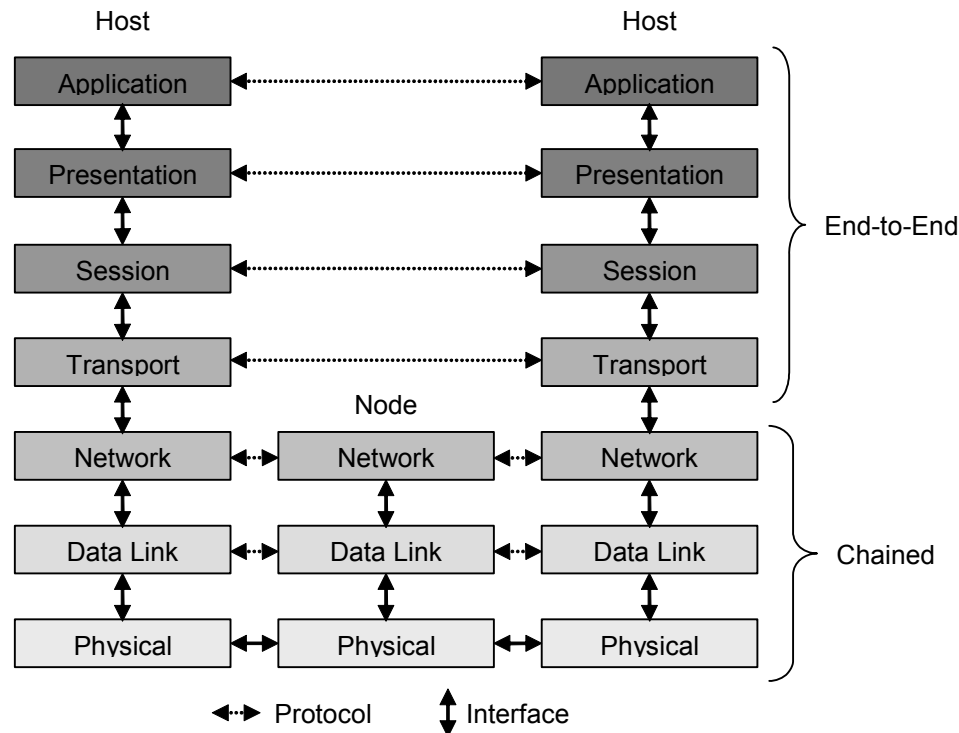 Host Host
Application Application
Presentation Presentation
End-to-End
Session Session
Transport Transport
Node
Network Network Network
Data Link Data Link Data Link
Chained
Physical Physical Physical
Protocol Interface